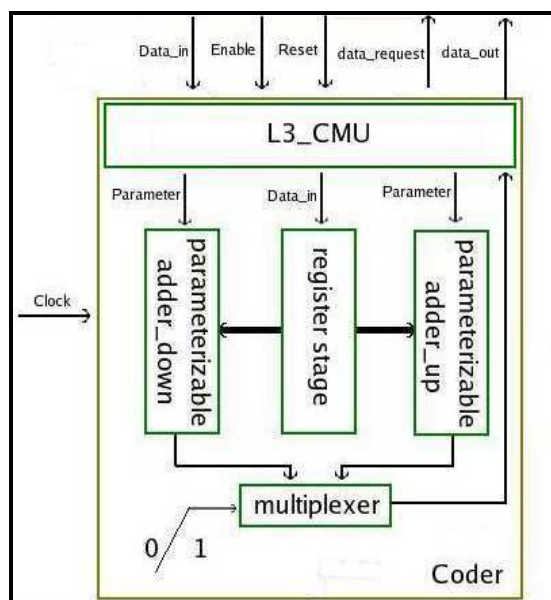 Data_in
Enable
Reset
data_request
data_out
L3_CMU
Parameter
Data_in
Parameter
Clock
parameterizable
adder_down
register stage
parameterizable
adder_up
multiplexer
0
1
Coder